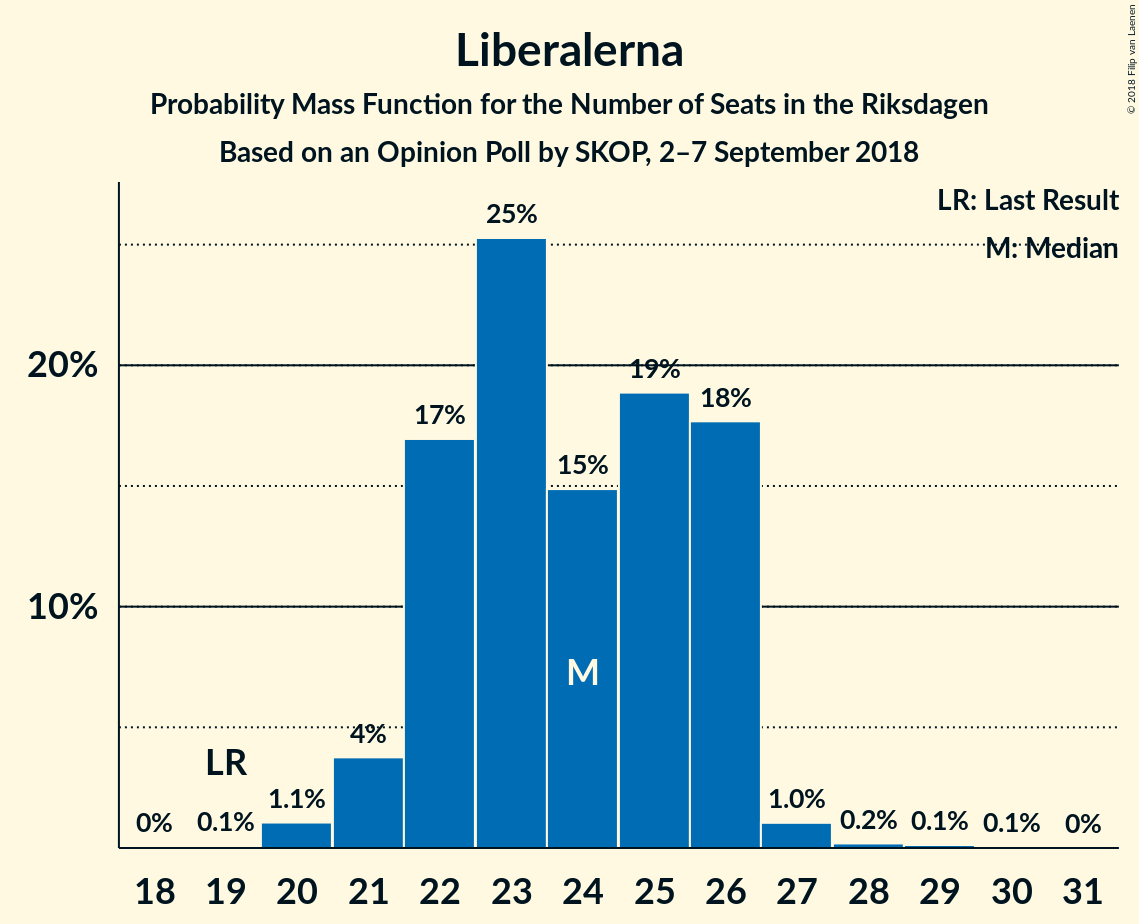 Liberalerna
Probability Mass Function for the Number of Seats in the Riksdagen
Based on an Opinion Poll by SKOP, 2–7 September 2018
© 2018 Filip van Laenen
LR: Last Result
M: Median
25%
20%
19%
18%
17%
15%
10%
M
4%
LR
0%
0.1%
1.1%
1.0%
0.2%
0.1%
0.1%
0%
18 19 20 21 22 23 24 25 26 27 28 29 30 31